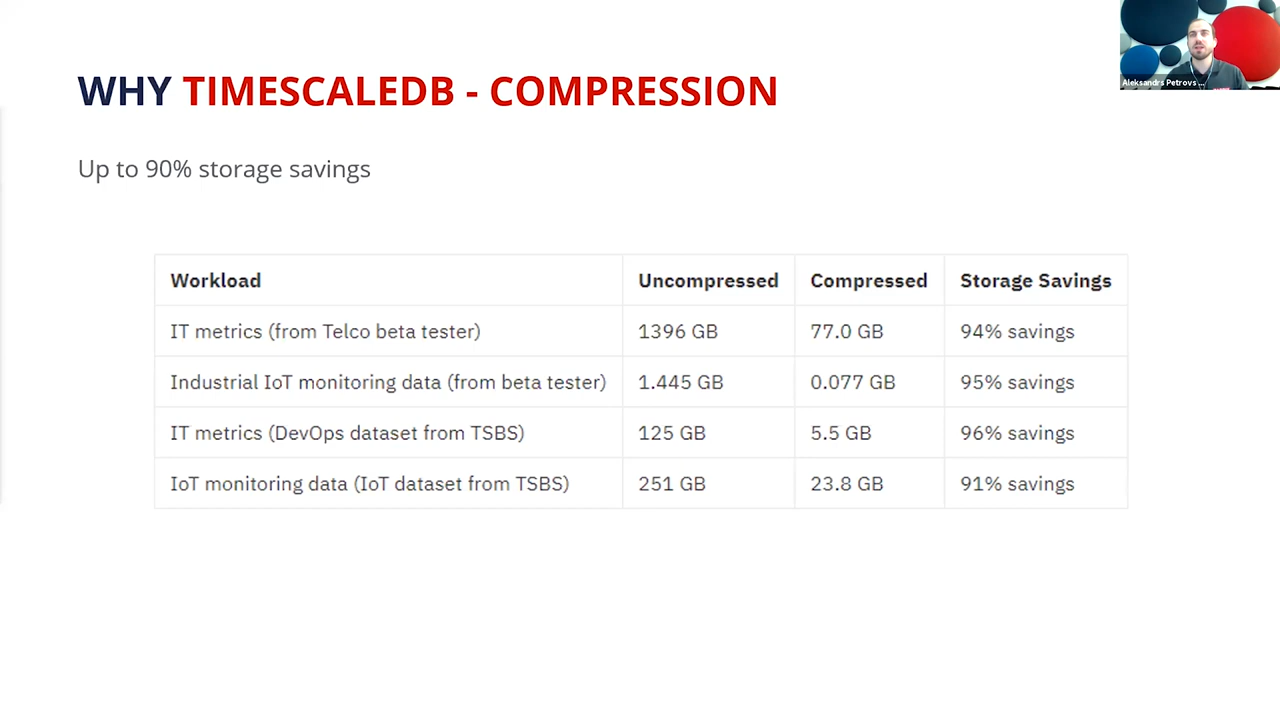 WHY TIMESCALEDB - COMPRESSION
Up to 90% storage savings
Workload Uncompressed Compressed Storage Savings
IT metrics (from Telco beta tester) 1396 GB 77.0 GB 94% savings
Industrial IoT monitoring data (from beta tester) 1.445 GB 0.077 GB 95% savings
IT metrics (DevOps dataset from TSBS) 125 GB 5.5 GB 96% savings
IoT monitoring data (IoT dataset from TSBS) 251 GB 23.8 GB 91% savings
Aleksandrs Petrovs ...